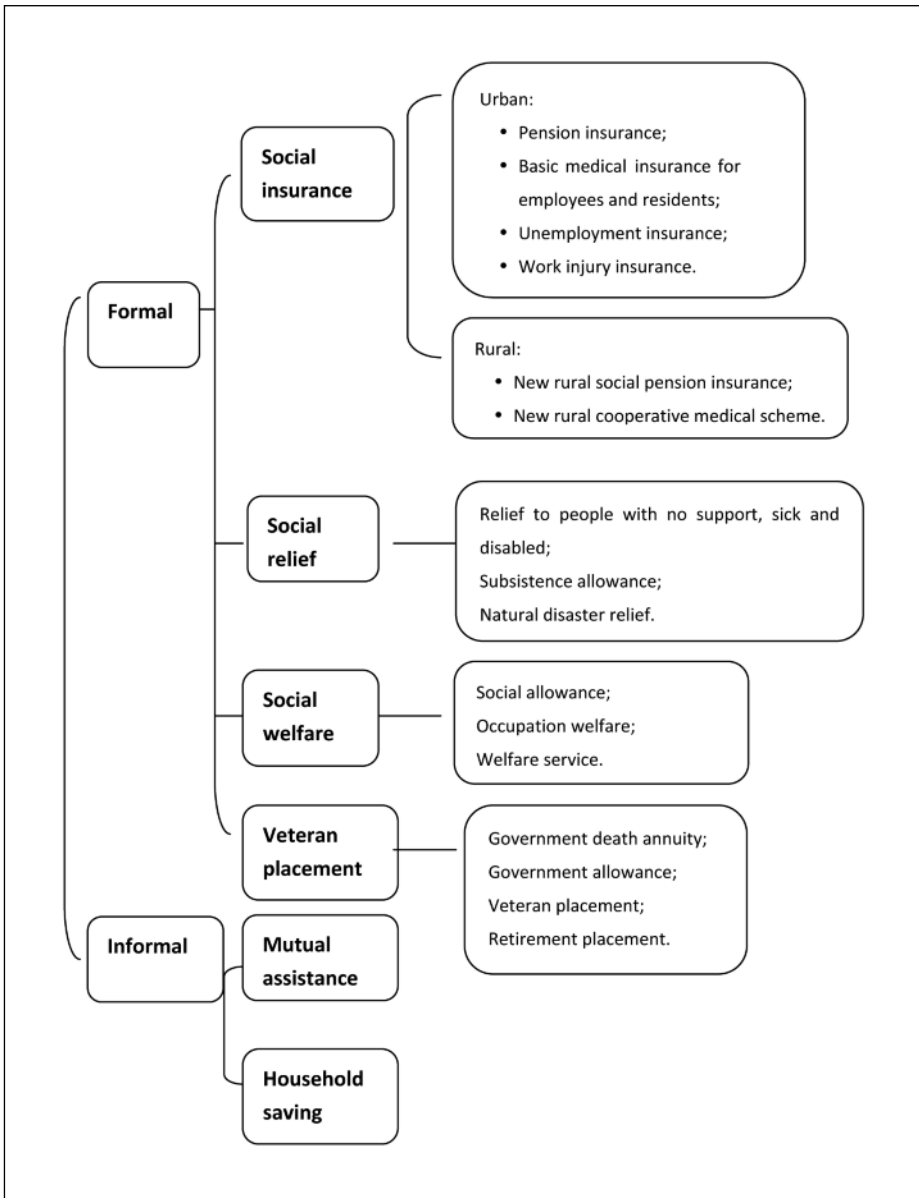 Formal
Social
insurance
Urban:
• Pension insurance;
• Basic medical insurance for
employees and residents;
• Unemployment insurance;
• Work injury insurance.
Rural:
• New rural social pension insurance;
• New rural cooperative medical scheme.
Social
relief
Relief to people with no support, sick and
disabled;
Subsistence allowance;
Natural disaster relief.
Social
welfare
Social allowance;
Occupation welfare;
Welfare service.
Veteran
placement
Government death annuity;
Government allowance;
Veteran placement;
Retirement placement.
Informal
Mutual
assistance
Household
saving